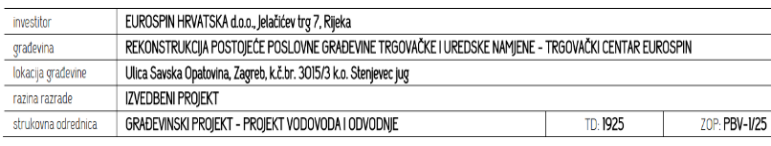 investitor EUROSPIN HRVATSKA d.o.o., Jelačićev trg 7, Rijeka
građevina REKONSTRUKCIJA POSTOJEĆE POSLOVNE GRAĐEVINE TRGOVAČKE I UREDSKE NAMJENE - TRGOVAČKI CENTAR EUROSPIN
lokacija građevine Ulica Savska Opatovina, Zagreb, k.č.br. 3015/3 k.o. Stenjevec jug
razina razrade IZVEDBENI PROJEKT
strukovna odrednica GRAĐEVINSKI PROJEKT - PROJEKT VODOVODA I ODVODNJE TD: 1925 ZOP: PBV-1/25